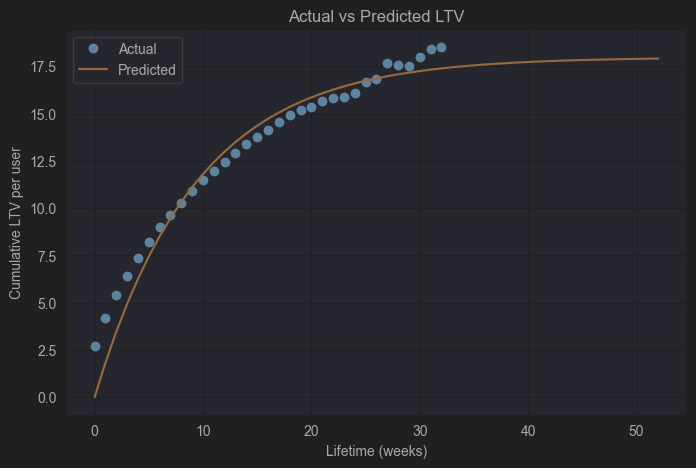 Actual vs Predicted LTV
Actual
Predicted
Cumulative LTV per user
17.5
15.0
12.5
10.0
7.5
5.0
2.5
0.0
0 10 20 30 40 50
Lifetime (weeks)